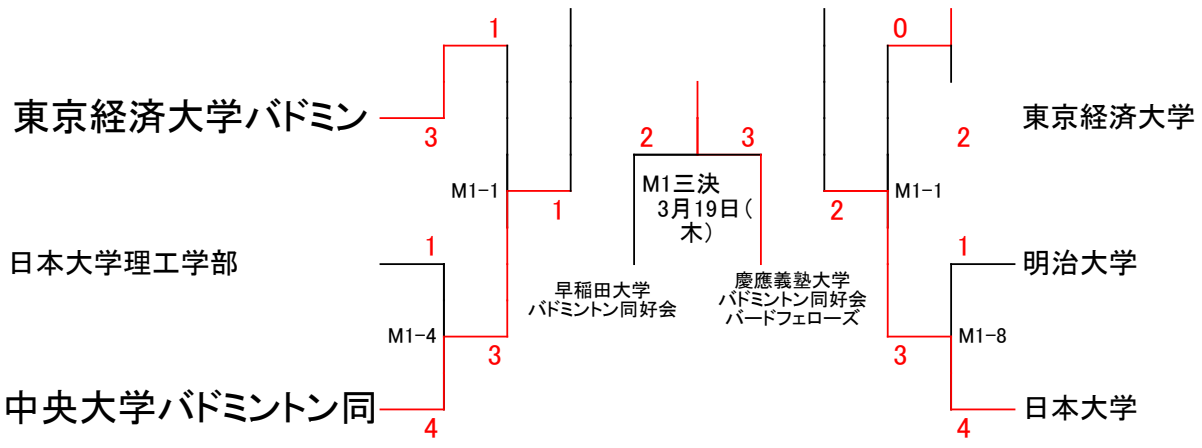 1
0
東京経済大学バドミン
3
東京経済大学
2
2
3
M1三決
3月19日(
木)
M1-1
1
2
M1-1
日本大学理工学部
1
1
明治大学
早稲田大学
バドミントン同好会
慶應義塾大学
バドミントン同好会
バードフェローズ
M1-4
3
3
M1-8
中央大学バドミントン同
4
4
日本大学